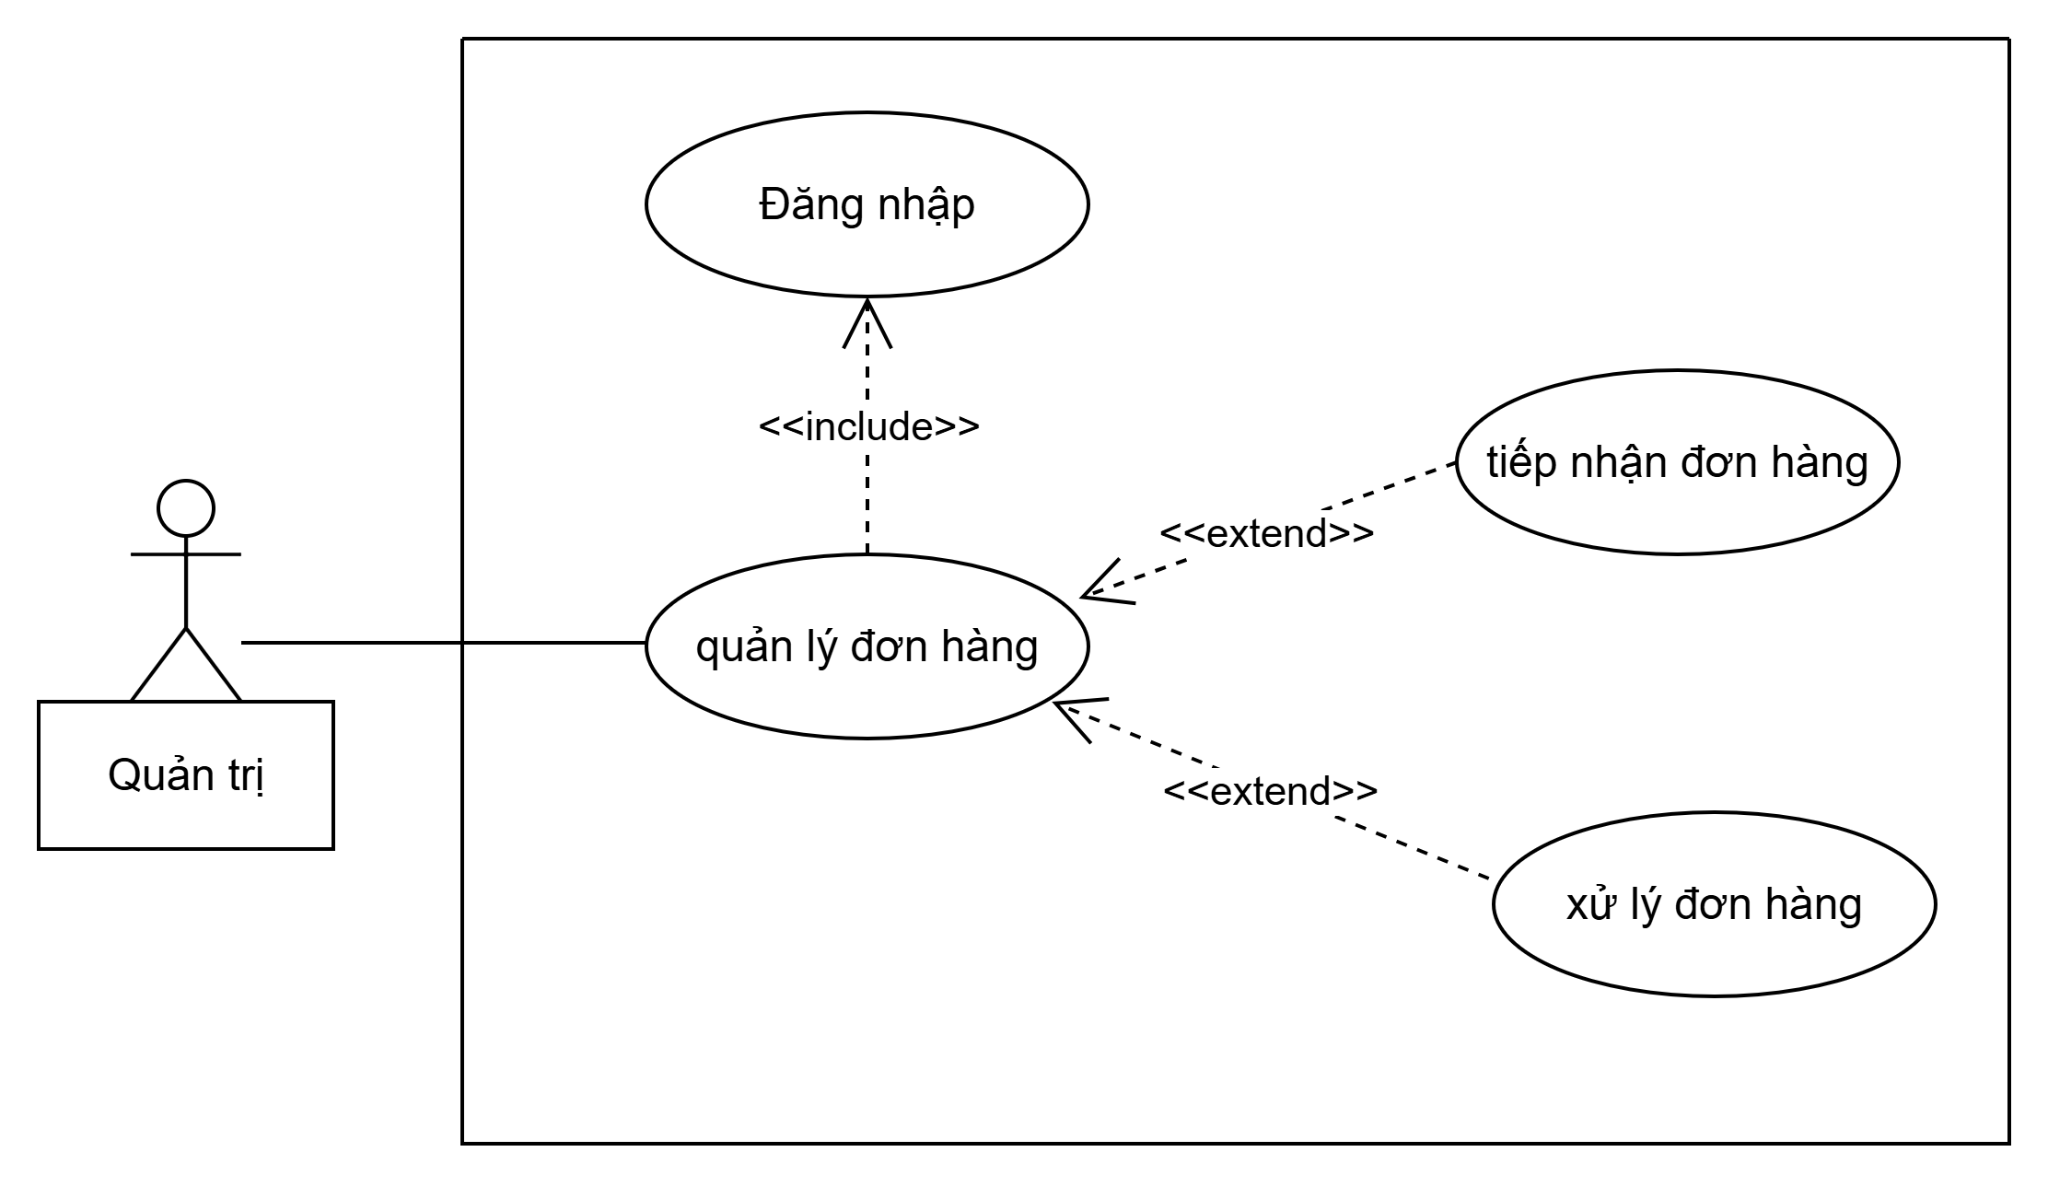 Đăng nhập
<<include>>
tiếp nhận đơn hàng
<<extend>>
quản lý đơn hàng
Quản trị
<<extend>>
xử lý đơn hàng